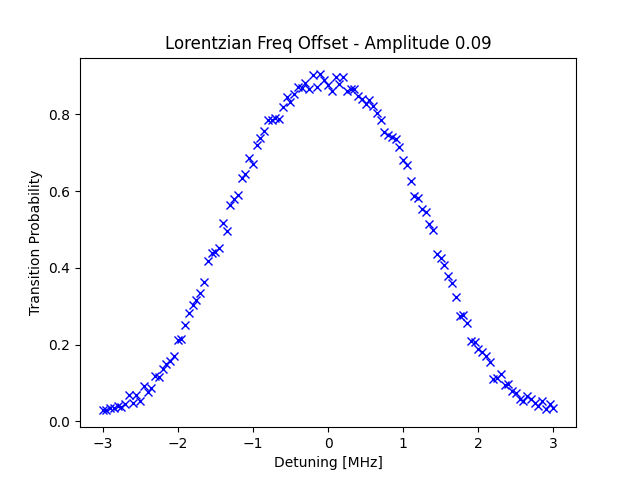 Lorentzian Freq Offset - Amplitude 0.09
Transition Probability
0.8
0.6
0.4
0.2
0.0
−3 −2 −1 0 1 2 3
Detuning [MHz]